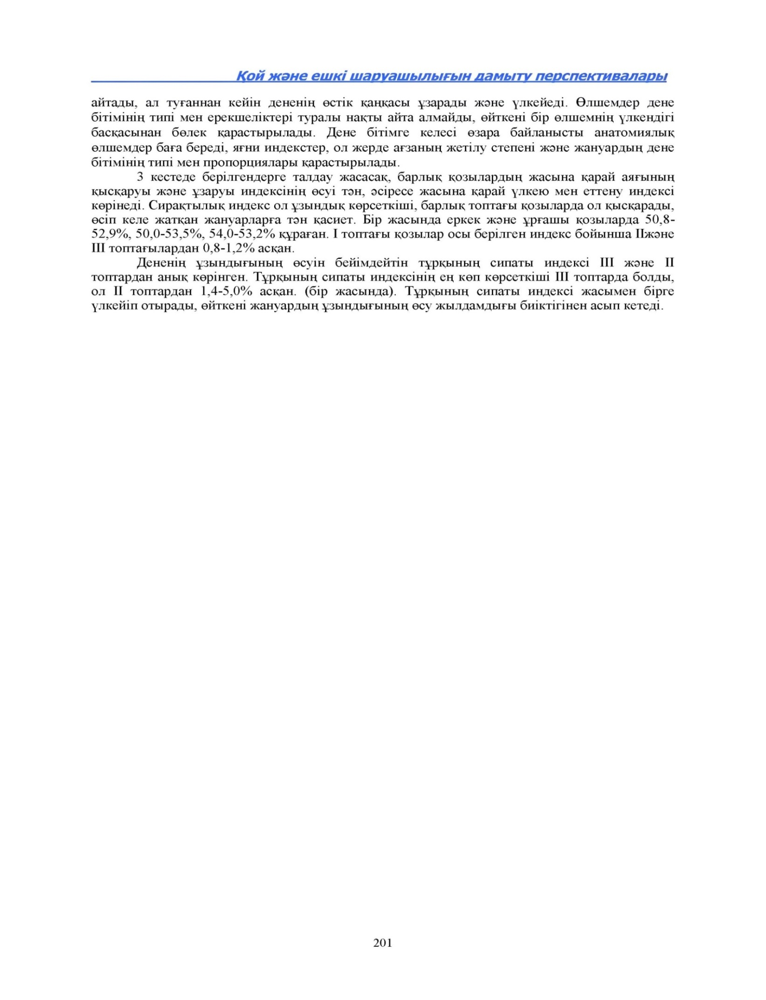 Қой және ешкі шаруашылығын дамыту перспективалары
айтады, ал туғаннан кейін дененің өстік қаңқасы ұзарады және үлкейеді. Өлшемдер дене
бітімінің типі мен ерекшеліктері туралы нақты айта алмайды, өйткені бір өлшемнің үлкендігі
басқасынан бөлек қарастырылады. Дене бітімге келесі өзара байланысты анатомиялық
өлшемдер баға береді, яғни индекстер, ол жерде ағзаның жетілу степені және жануардың дене
бітімінің типі мен пропорциялары қарастырылады.
3 кестеде берілгендерге талдау жасасақ, барлық қозылардың жасына қарай аяғының
қысқаруы және ұзаруы индексінің өсуі тән, әсіресе жасына қарай үлкею мен еттену индексі
көрінеді. Сирақтылық индекс ол ұзындық көрсеткіші, барлық топтағы қозыларда ол қысқарады,
өсіп келе жатқан жануарларға тән қасиет. Бір жасында еркек және ұрғашы қозыларда 50,8-
52,9%, 50,0-53,5%, 54,0-53,2% құраған. I топтағы қозылар осы берілген индекс бойынша IIжәне
III топтағылардан 0,8-1,2% асқан.
Дененің ұзындығының өсуін бейімдейтін тұрқының сипаты индексі III және II
топтардан анық көрінген. Тұрқының сипаты индексінің ең көп көрсеткіші III топтарда болды,
ол II топтардан 1,4-5,0% асқан. (бір жасында). Тұрқының сипаты индексі жасымен бірге
үлкейіп отырады, өйткені жануардың ұзындығының өсу жылдамдығы биіктігінен асып кетеді.
201